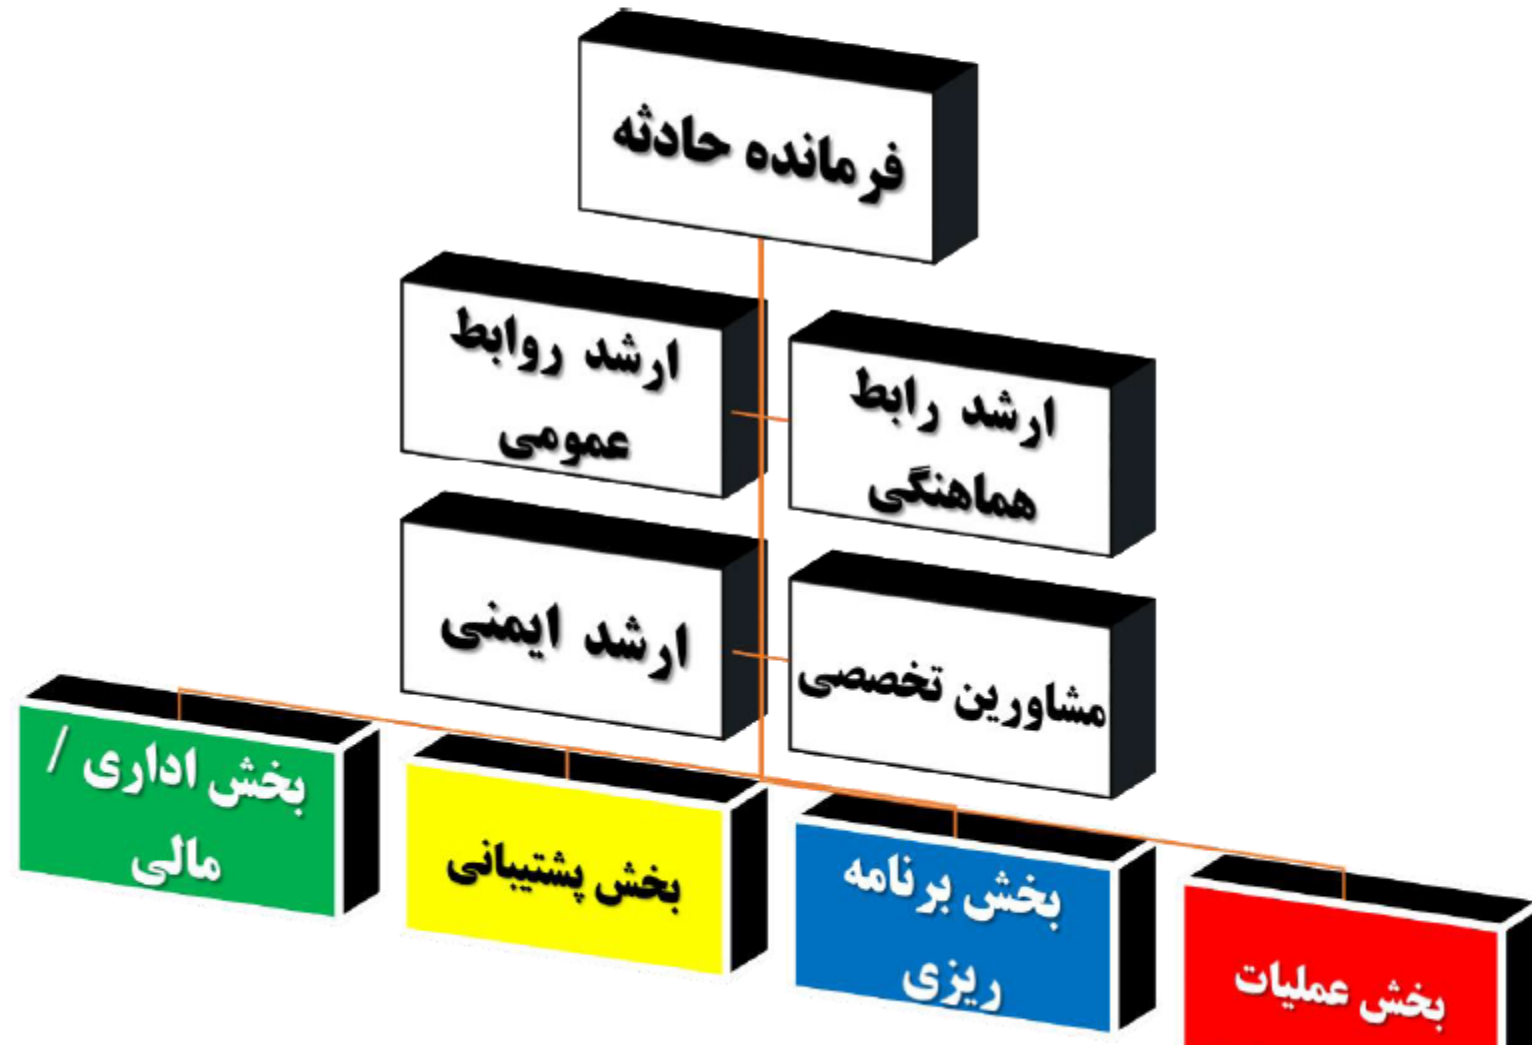 فرمانده حادثه
ارشد رابط
هماهنگی
ارشد روابط
عمومی
مشاورین تخصصی
ارشد ایمنی
بخش عملیات
بخش برنامه
ریزی
بخش پشتیبانی
بخش اداری /
مالی